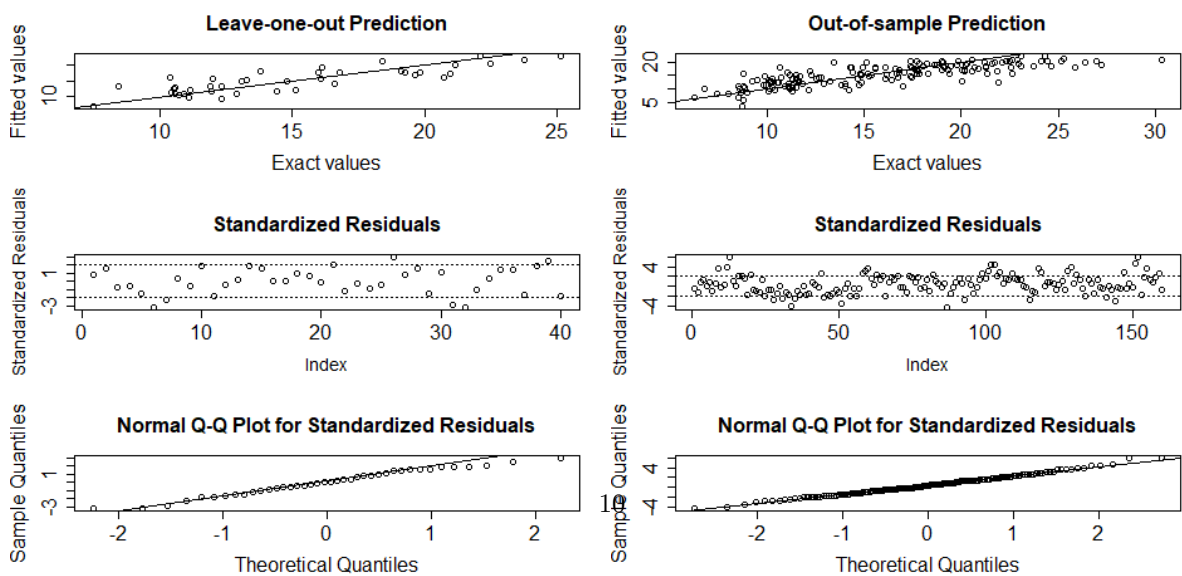 Leave-one-out Prediction
Fitted values
10
10 15 20 25
Exact values
Out-of-sample Prediction
Fitted values
5 20
10 15 20 25 30
Exact values
Standardized Residuals
Standardized Residuals
-3 1
0 10 20 30 40
Index
Standardized Residuals
Standardized Residuals
-4 4
0 50 100 150
Index
Normal Q-Q Plot for Standardized Residuals
Sample Quantiles
-3 1
-2 -1 0 1 2
Theoretical Quantiles
Normal Q-Q Plot for Standardized Residuals
Sample Quantiles
-4 4
-2 -1 0 1 2
Theoretical Quantiles